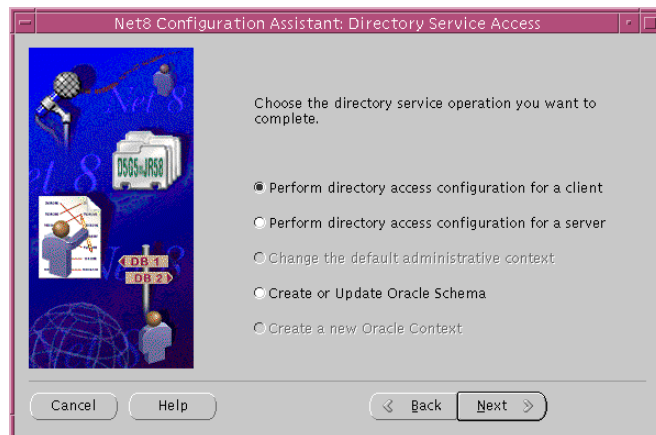 Net8 Configuration Assistant: Directory Service Access
Choose the directory service operation you want to
complete.
Perform directory access configuration for a client
Perform directory access configuration for a server
Change the default administrative context
Create or Update Oracle Schema
Create a new Oracle Context
DB 1
DB 2
Cancel
Help
Back
Next